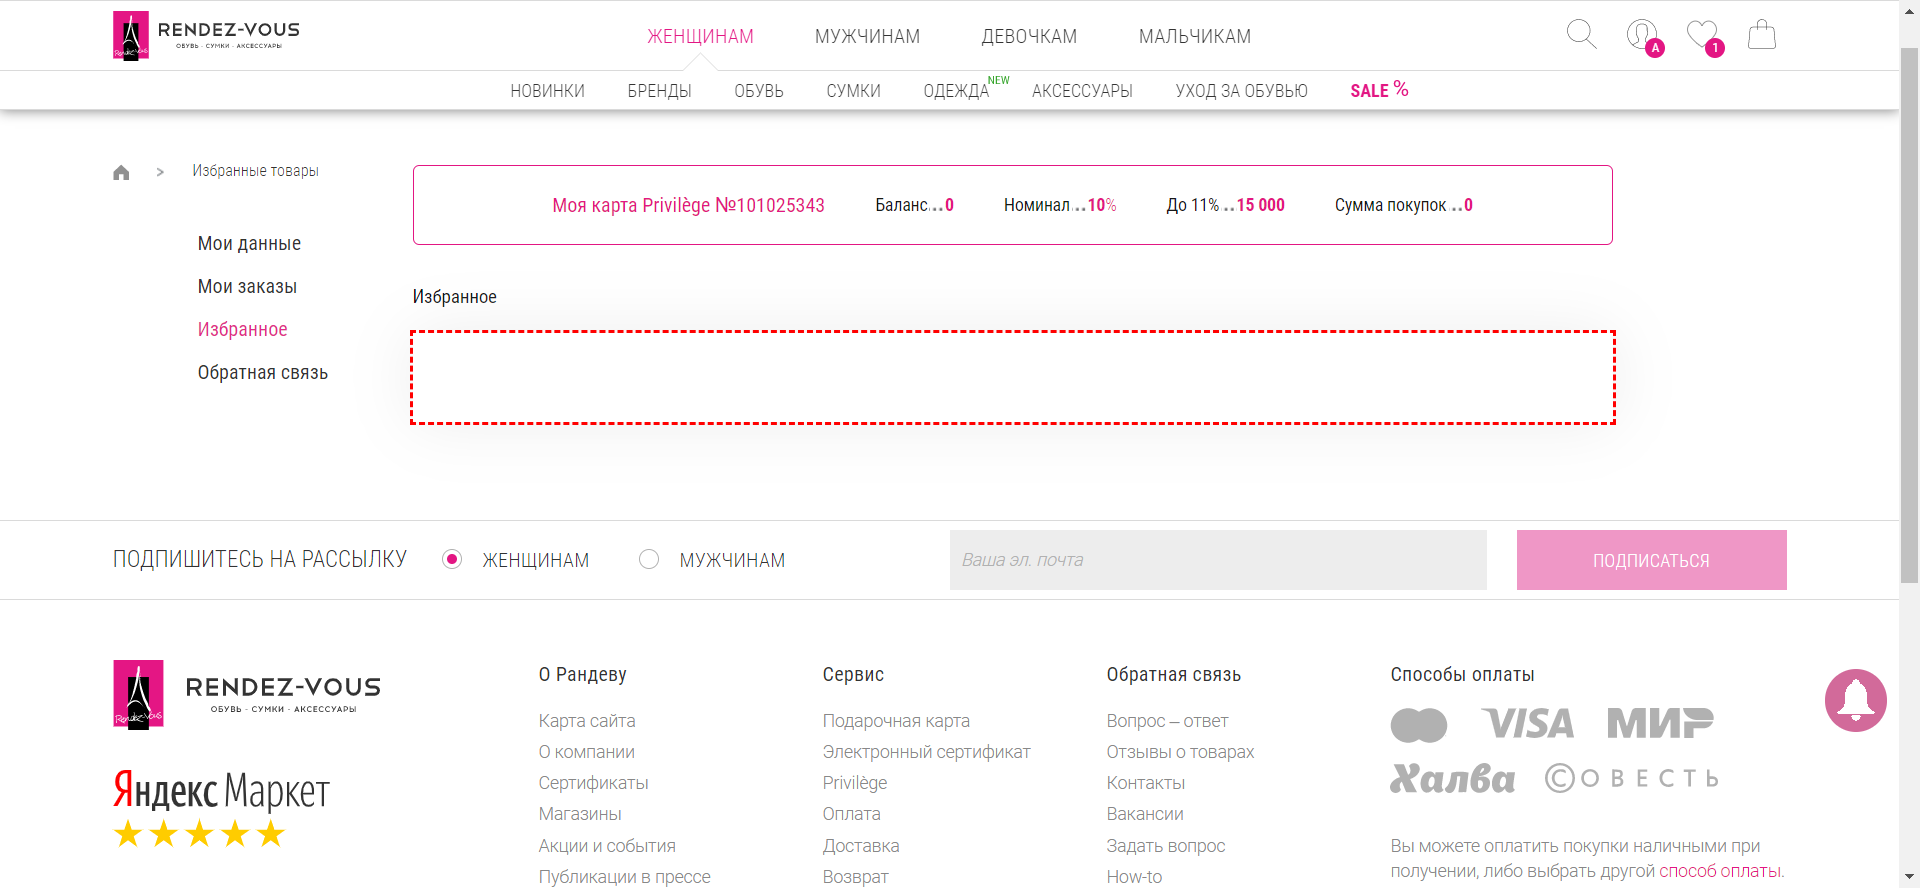 RENDEZ-VOUS
ОБУВЬ · СУМКИ · АКСЕССУАРЫ
Rendez-Vous
ЖЕНЩИНАМ МУЖЧИНАМ ДЕВОЧКАМ МАЛЬЧИКАМ
A 1
НОВИНКИ БРЕНДЫ ОБУВЬ СУМКИ ОДЕЖДА NEW АКСЕССУАРЫ УХОД ЗА ОБУВЬЮ SALE %
> Избранные товары
Моя карта Privilège №101025343 Баланс...0 Номинал...10% До 11%...15 000 Сумма покупок...0
Мои данные
Мои заказы
Избранное
Обратная связь
Избранное
ПОДПИШИТЕСЬ НА РАССЫЛКУ ЖЕНЩИНАМ МУЖЧИНАМ Ваша эл. почта ПОДПИСАТЬСЯ
RENDEZ-VOUS
ОБУВЬ · СУМКИ · АКСЕССУАРЫ
Rendez-Vous
Яндекс Маркет
О Рандеву
Карта сайта
О компании
Сертификаты
Магазины
Акции и события
Публикации в прессе
Сервис
Подарочная карта
Электронный сертификат
Privilège
Оплата
Доставка
Возврат
Обратная связь
Вопрос – ответ
Отзывы о товарах
Контакты
Вакансии
Задать вопрос
How-to
Способы оплаты
VISA МИР
Халва ©ОВЕСТЬ
Вы можете оплатить покупки наличными при
получении, либо выбрать другой способ оплаты.